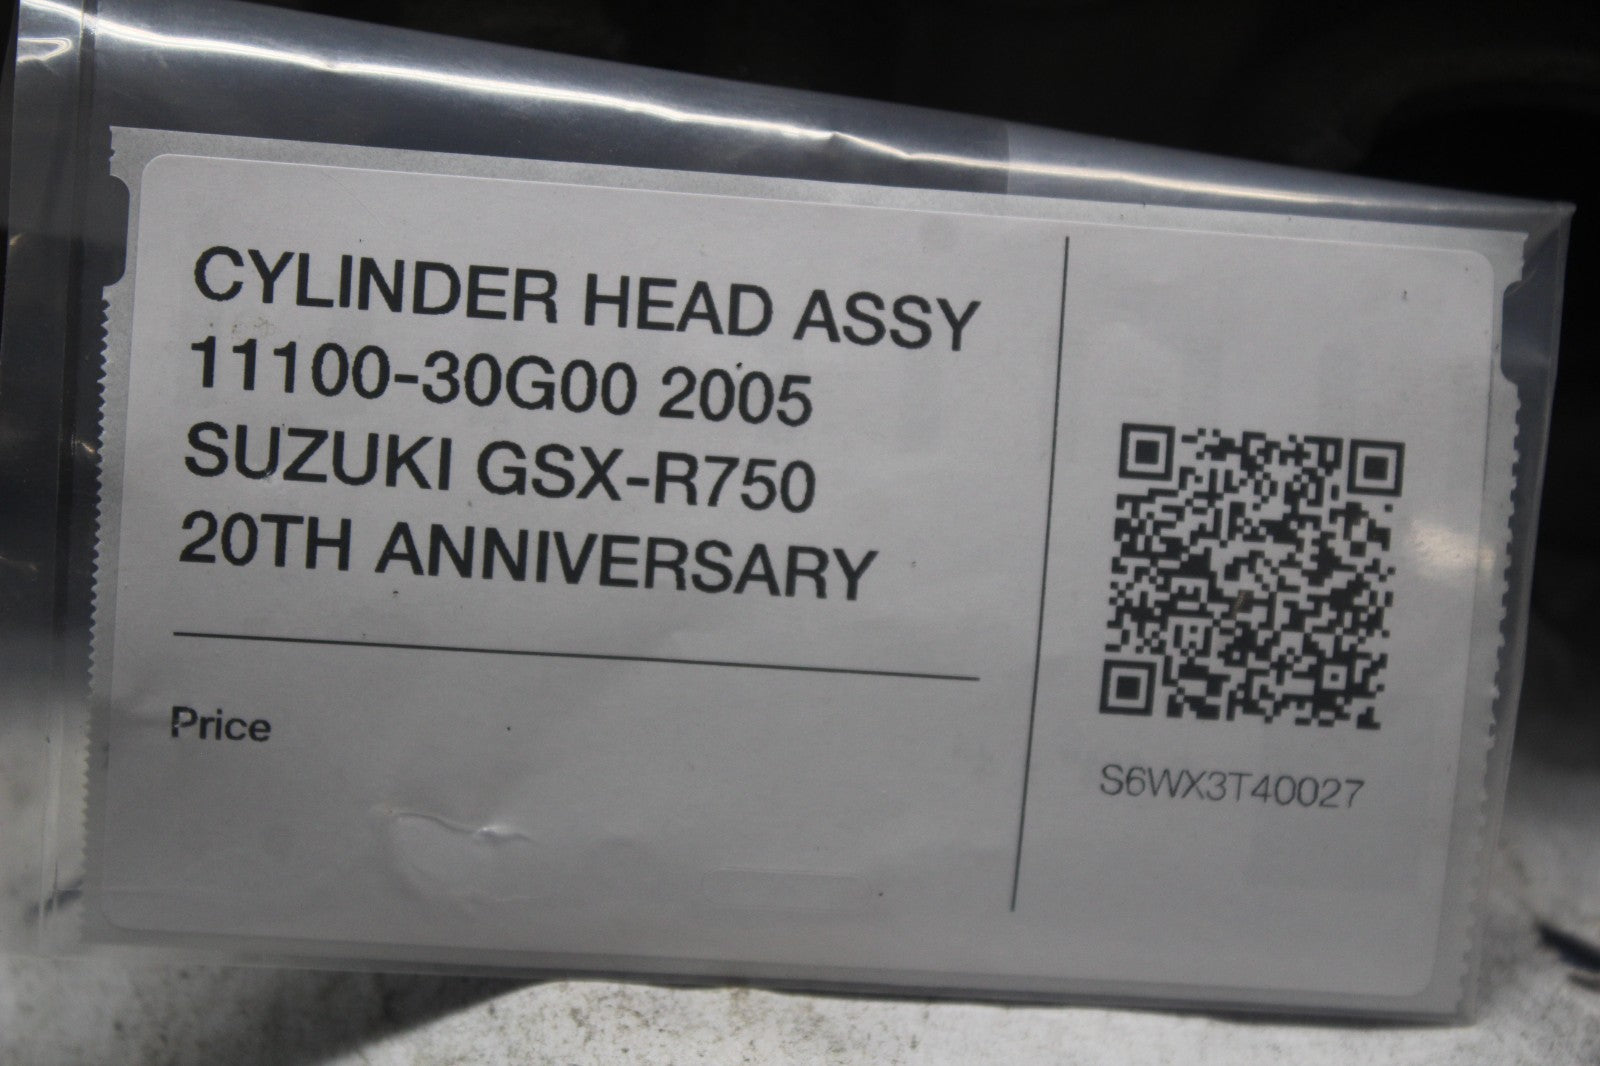 CYLINDER HEAD ASSY
11100-30G00 2005
SUZUKI GSX-R750
20TH ANNIVERSARY
Price
S6WX3T40027